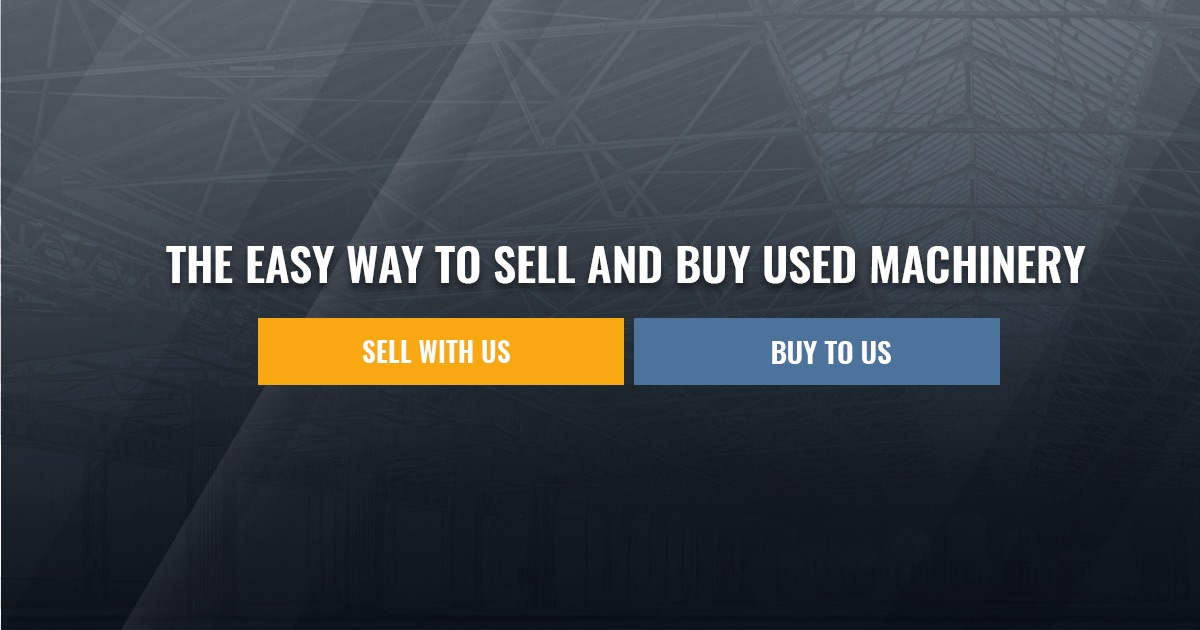 THE EASY WAY TO SELL AND BUY USED MACHINERY
SELL WITH US
BUY TO US